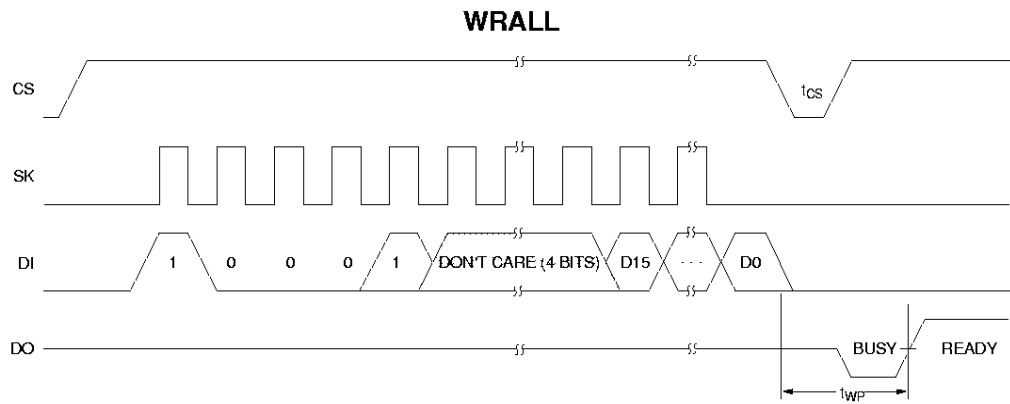 WRALL
CS
tCS
SK
DI 1 0 0 0 1 DON'T CARE (4 BITS) D15 · · · D0
DO BUSY READY
tWP